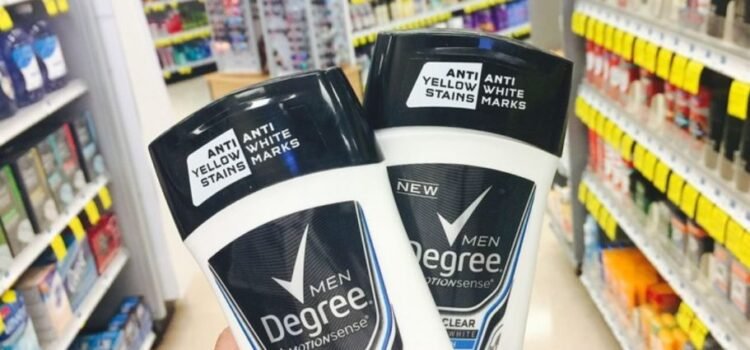 ANTI
YELLOW
STAINS
ANTI
WHITE
MARKS
MEN
Degree
MOTIONsense
ANTI
YELLOW
STAINS
ANTI
WHITE
MARKS
NEW
MEN
Degree
MOTIONsense
CLEAR
WHITE